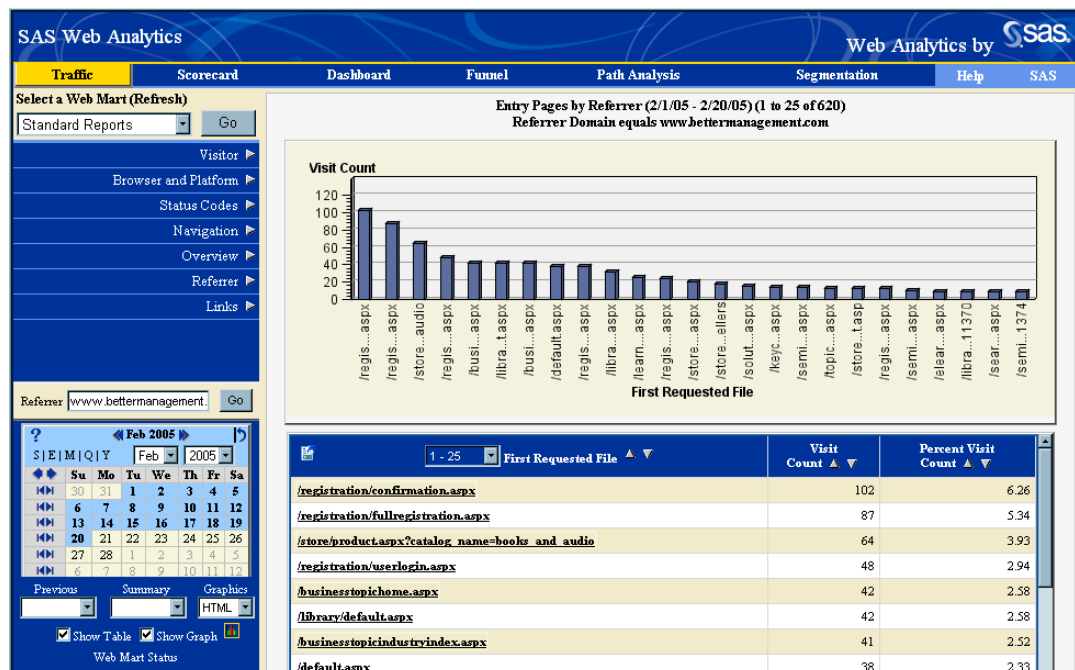 SAS Web Analytics
Web Analytics by sas.
Traffic Scorecard Dashboard Funnel Path Analysis Segmentation Help SAS
Select a Web Mart (Refresh)
Standard Reports Go
Visitor
Browser and Platform
Status Codes
Navigation
Overview
Referrer
Links
Referrer www.bettermanagement. Go
? Feb 2005
S|E|M|Q|Y Feb 2005
Su Mo Tu We Th Fr Sa
30 31 1 2 3 4 5
6 7 8 9 10 11 12
13 14 15 16 17 18 19
20 21 22 23 24 25 26
27 28 1 2 3 4 5
6 7 8 9 10 11 12
Previous Summary Graphics
HTML
Show Table Show Graph
Web Mart Status
Entry Pages by Referrer (2/1/05 - 2/20/05) (1 to 25 of 620)
Referrer Domain equals www.bettermanagement.com
Visit Count
120
100
80
60
40
20
0
/regis...aspx
/regis...aspx
/store...audio
/regis...aspx
/busi...aspx
/libra...t.aspx
/busi...aspx
/default.aspx
/regis...aspx
/libra...aspx
/learn...aspx
/regis...aspx
/store...aspx
/store...ellers
/solut...aspx
/keyc...aspx
/semi...aspx
/topic...aspx
/store...t.asp
/regis...aspx
/semi...aspx
/elear...aspx
/libra...11370
/sear...aspx
/semi...1374
First Requested File
1 - 25 First Requested File Visit Count Percent Visit Count
/registration/confirmation.aspx 102 6.26
/registration/fullregistration.aspx 87 5.34
/store/product.aspx?catalog_name=books_and_audio 64 3.93
/registration/userlogin.aspx 48 2.94
/businesstopichome.aspx 42 2.58
/library/default.aspx 42 2.58
/businesstopicindustryindex.aspx 41 2.52
/default.aspx 38 2.33